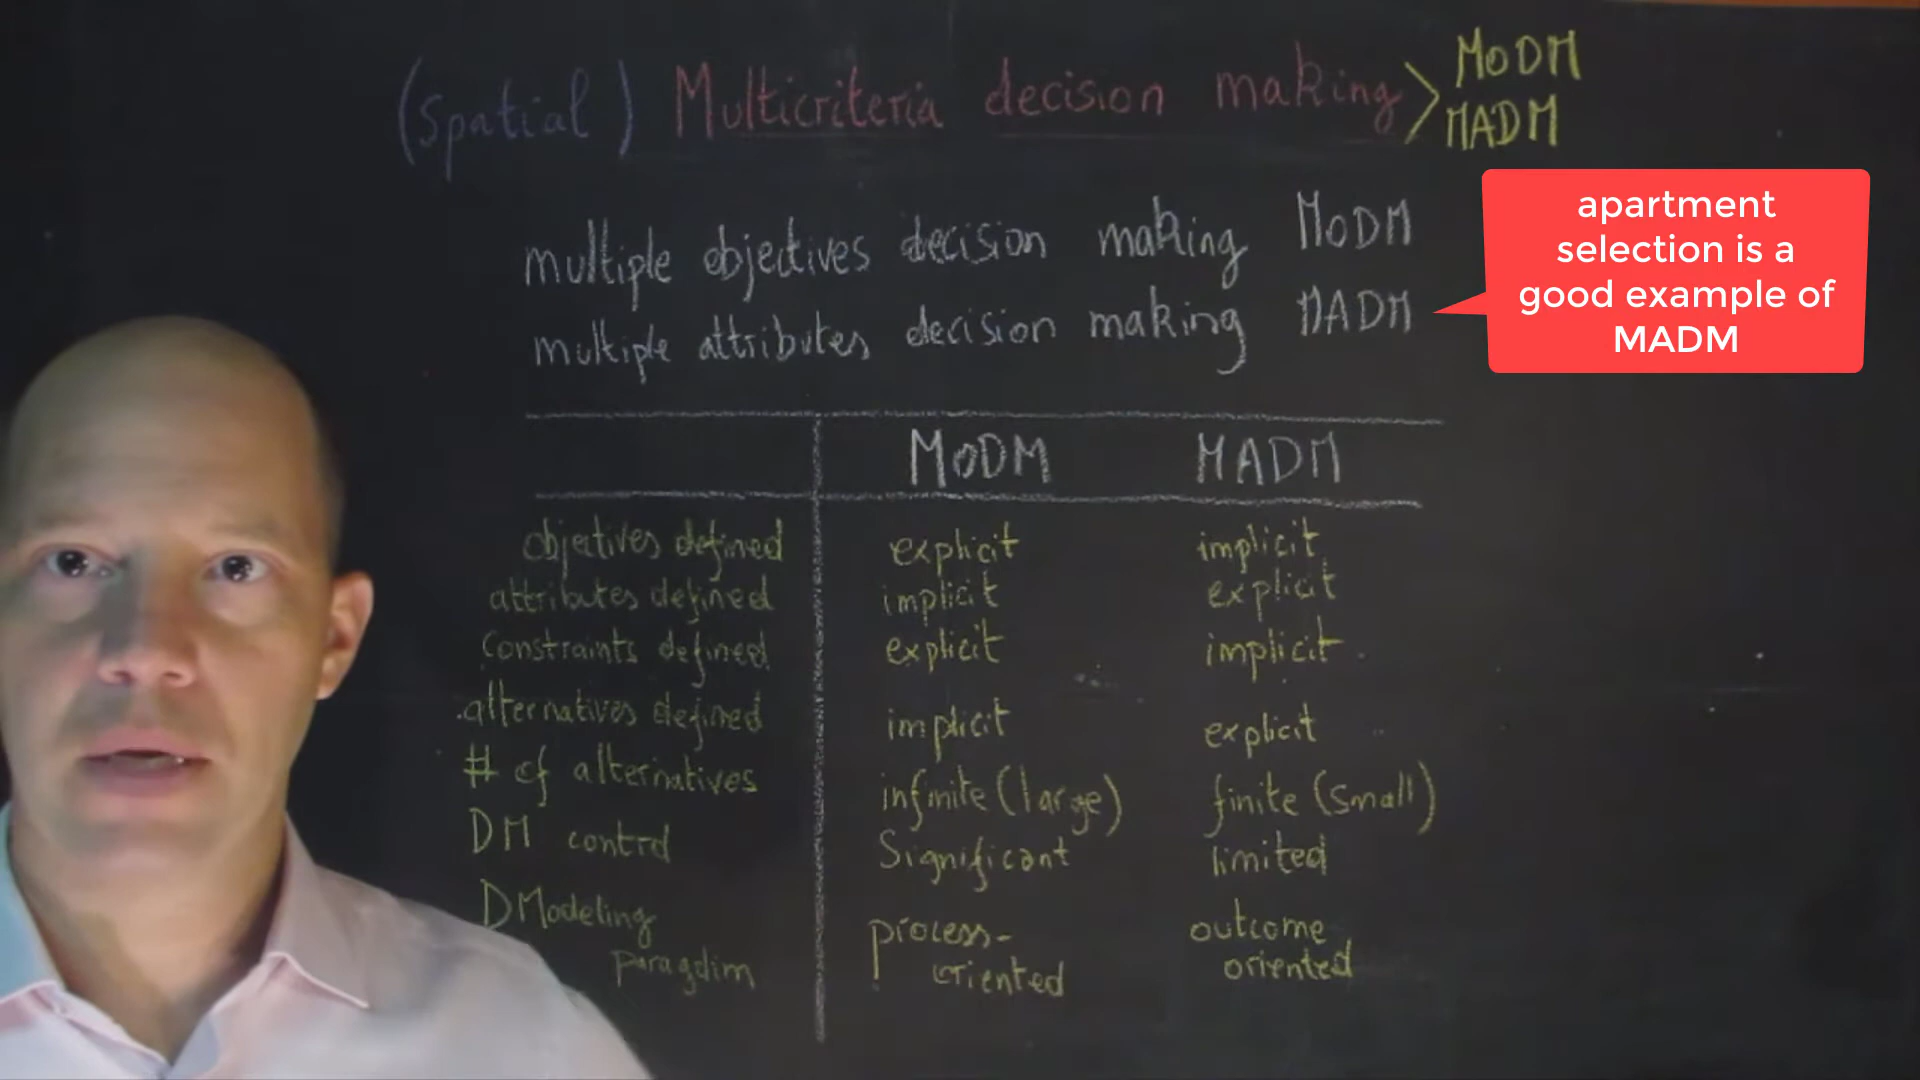 (Spatial) Multicriteria decision making > MODM
MADM
multiple objectives decision making MODM
multiple attributes decision making MADM
apartment
selection is a
good example of
MADM
MODM MADM
objectives defined explicit implicit
attributes defined implicit explicit
constraints defined explicit implicit
alternatives defined implicit explicit
# of alternatives infinite (large) finite (small)
DM control Significant limited
DModeling process- outcome
paragdim oriented oriented